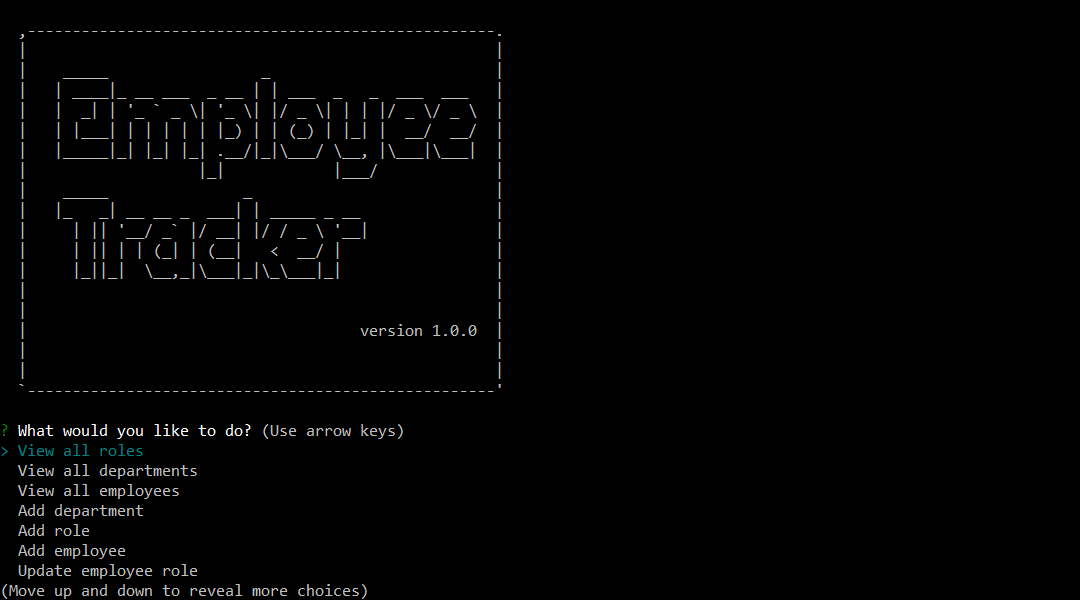 Employee
Tracker
version 1.0.0
? What would you like to do? (Use arrow keys)
> View all roles
View all departments
View all employees
Add department
Add role
Add employee
Update employee role
(Move up and down to reveal more choices)